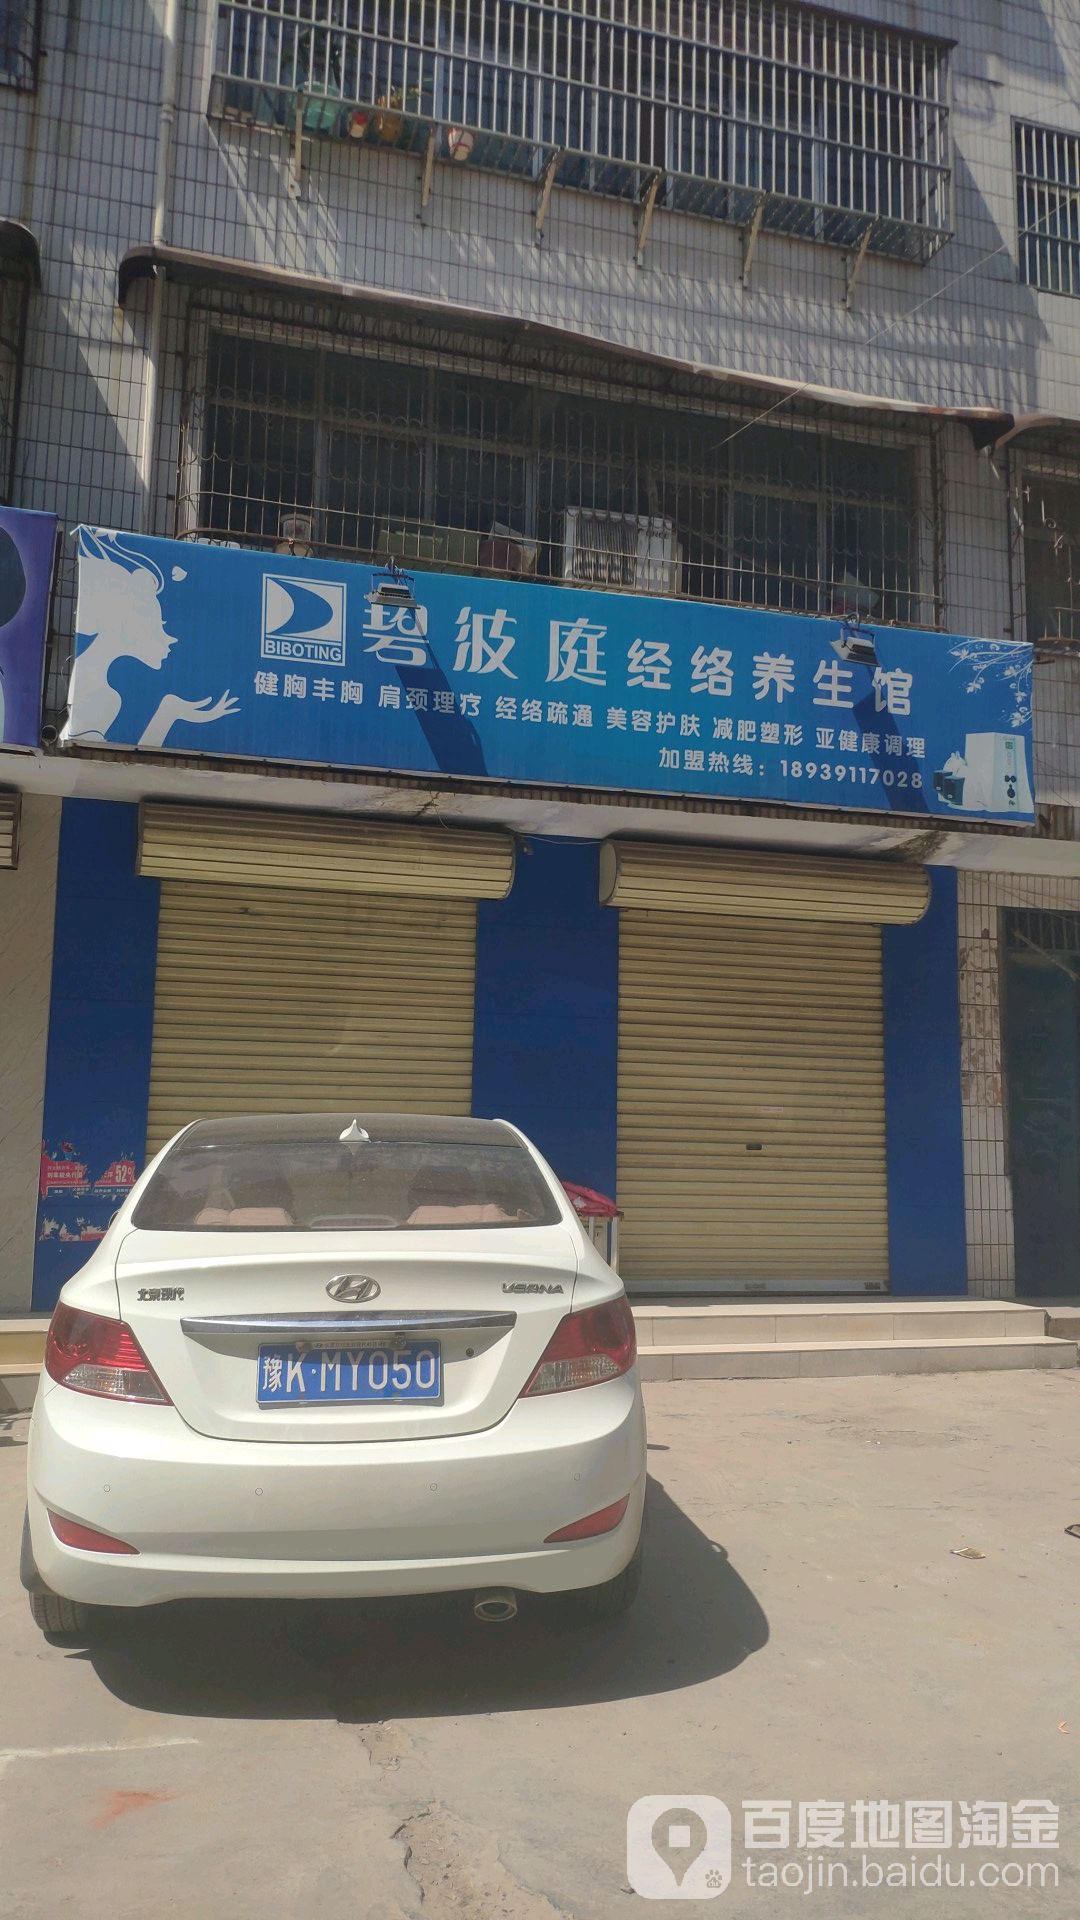 碧波庭经络养生馆
BIBOTING
健胸丰胸 肩颈理疗 经络疏通 美容护肤 减肥塑形 亚健康调理
加盟热线：18939117028
52%
北京现代
USANA
豫K·MY050
百度地图淘金
taojin.baidu.com